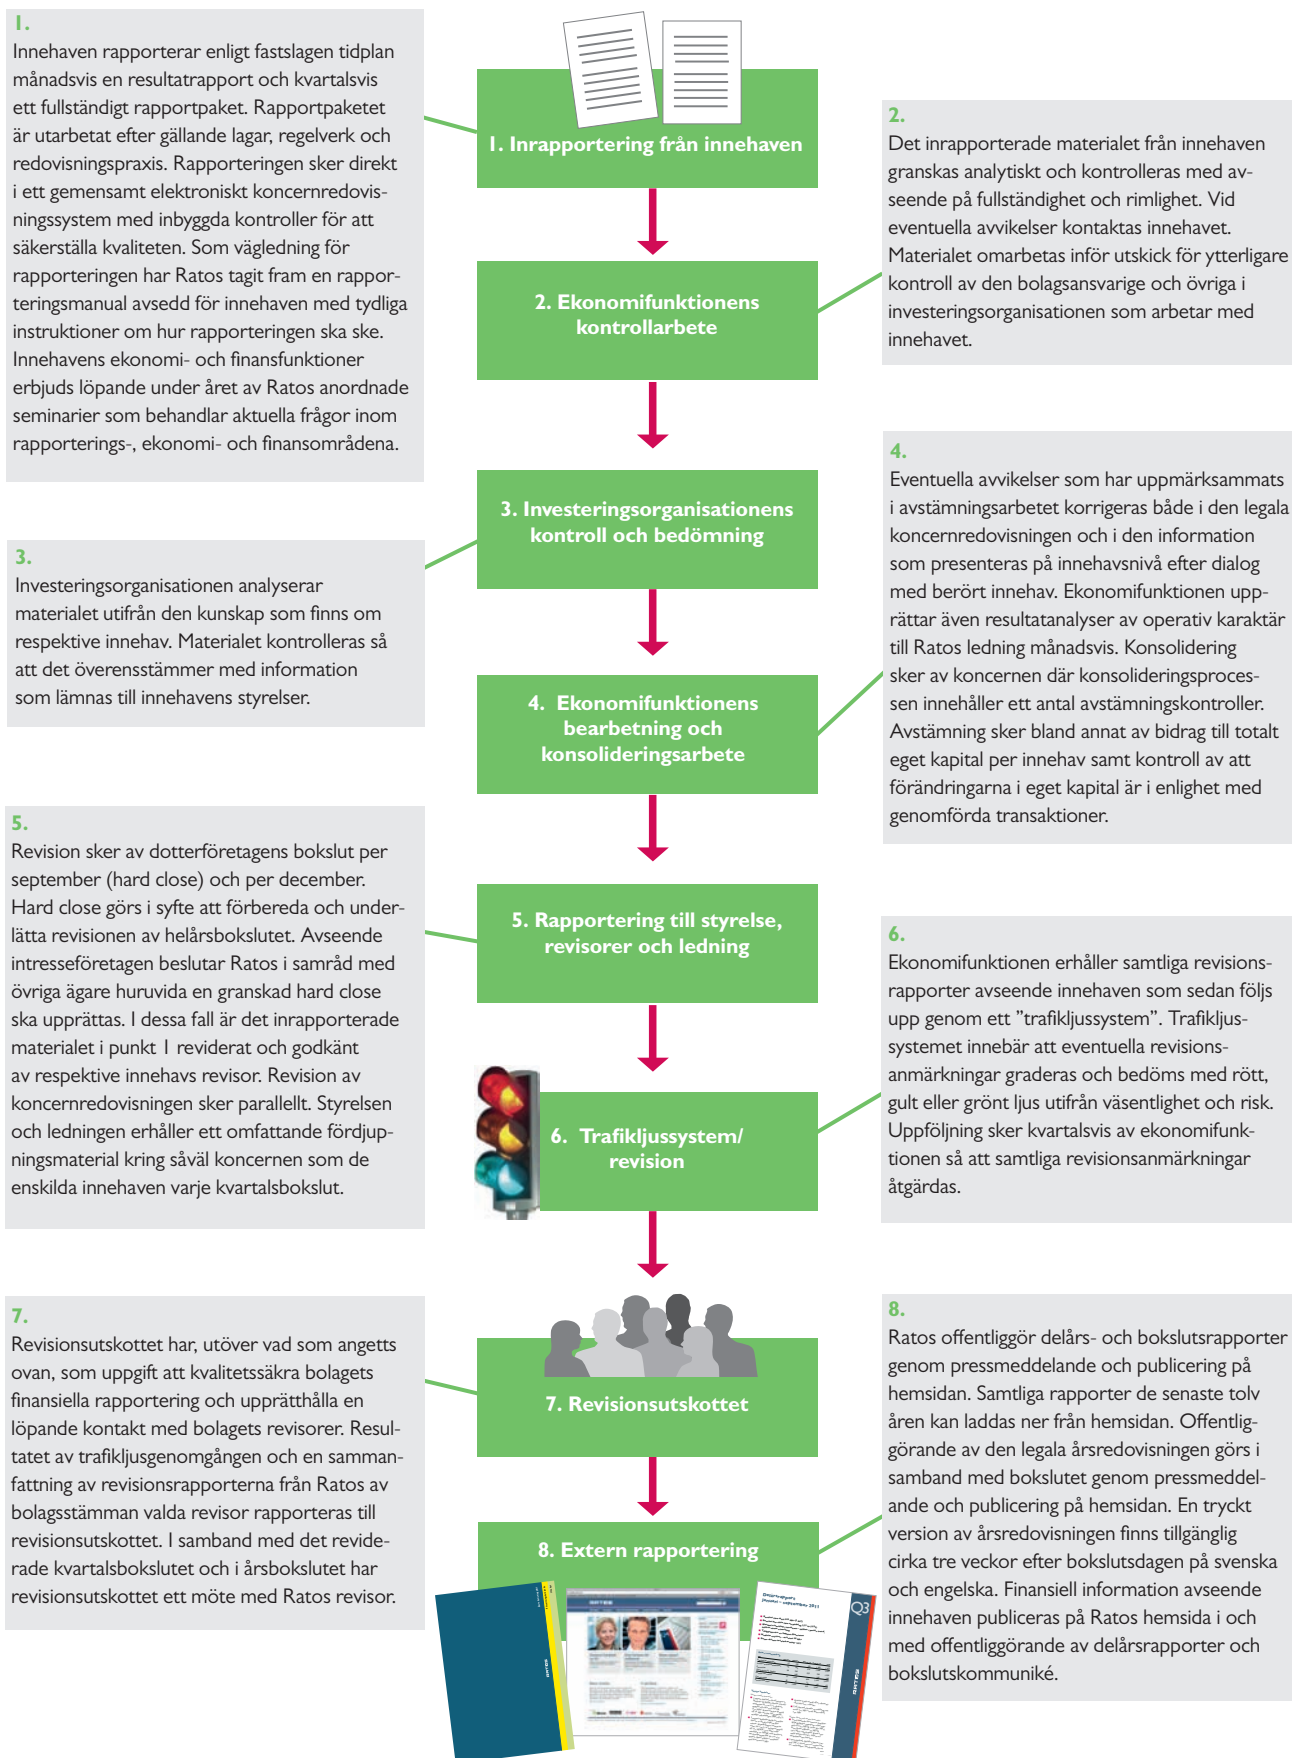 1.
Innehaven rapporterar enligt fastslagen tidplan
månadsvis en resultatrapport och kvartalsvis
ett fullständigt rapportpaket. Rapportpaketet
är utarbetat efter gällande lagar, regelverk och
redovisningspraxis. Rapporteringen sker direkt
i ett gemensamt elektroniskt koncernredovis-
ningssystem med inbyggda kontroller för att
säkerställa kvaliteten. Som vägledning för
rapporteringen har Ratos tagit fram en rappor-
teringsmanual avsedd för innehaven med tydliga
instruktioner om hur rapporteringen ska ske.
Innehavens ekonomi- och finansfunktioner
erbjuds löpande under året av Ratos anordnade
seminarier som behandlar aktuella frågor inom
rapporterings-, ekonomi- och finansområdena.
1. Inrapportering från innehaven
2.
Det inrapporterade materialet från innehaven
granskas analytiskt och kontrolleras med av-
seende på fullständighet och rimlighet. Vid
eventuella avvikelser kontaktas innehavet.
Materialet omarbetas inför utskick för ytterligare
kontroll av den bolagsansvarige och övriga i
investeringsorganisationen som arbetar med
innehavet.
2. Ekonomifunktionens
kontrollarbete
3. Investeringsorganisationens
kontroll och bedömning
3.
Investeringsorganisationen analyserar
materialet utifrån den kunskap som finns om
respektive innehav. Materialet kontrolleras så
att det överensstämmer med information
som lämnas till innehavens styrelser.
4.
Eventuella avvikelser som har uppmärksammats
i avstämningsarbetet korrigeras både i den legala
koncernredovisningen och i den information
som presenteras på innehavsnivå efter dialog
med berört innehav. Ekonomifunktionen upp-
rättar även resultatanalyser av operativ karaktär
till Ratos ledning månadsvis. Konsolidering
sker av koncernen där konsolideringsproces-
sen innehåller ett antal avstämningskontroller.
Avstämning sker bland annat av bidrag till totalt
eget kapital per innehav samt kontroll av att
förändringarna i eget kapital är i enlighet med
genomförda transaktioner.
4. Ekonomifunktionens
bearbetning och
konsolideringsarbete
5.
Revision sker av dotterföretagens bokslut per
september (hard close) och per december.
Hard close görs i syfte att förbereda och under-
lätta revisionen av helårsbokslutet. Avseende
intresseföretagen beslutar Ratos i samråd med
övriga ägare huruvida en granskad hard close
ska upprättas. I dessa fall är det inrapporterade
materialet i punkt 1 reviderat och godkänt
av respektive innehavs revisor. Revision av
koncernredovisningen sker parallellt. Styrelsen
och ledningen erhåller ett omfattande fördjup-
ningsmaterial kring såväl koncernen som de
enskilda innehaven varje kvartalsbokslut.
5. Rapportering till styrelse,
revisorer och ledning
6.
Ekonomifunktionen erhåller samtliga revisions-
rapporter avseende innehaven som sedan följs
upp genom ett ”trafikljussystem”. Trafikljus-
systemet innebär att eventuella revisions-
anmärkningar graderas och bedöms med rött,
gult eller grönt ljus utifrån väsentlighet och risk.
Uppföljning sker kvartalsvis av ekonomifunk-
tionen så att samtliga revisionsanmärkningar
åtgärdas.
6. Trafikljussystem/
revision
7.
Revisionsutskottet har, utöver vad som angetts
ovan, som uppgift att kvalitetssäkra bolagets
finansiella rapportering och upprätthålla en
löpande kontakt med bolagets revisorer. Resul-
tatet av trafikljusgenomgången och en samman-
fattning av revisionsrapporterna från Ratos av
bolagsstämman valda revisor rapporteras till
revisionsutskottet. I samband med det revide-
rade kvartalsbokslutet och i årsbokslutet har
revisionsutskottet ett möte med Ratos revisor.
7. Revisionsutskottet
8.
Ratos offentliggör delårs- och bokslutsrapporter
genom pressmeddelande och publicering på
hemsidan. Samtliga rapporter de senaste tolv
åren kan laddas ner från hemsidan. Offentlig-
görande av den legala årsredovisningen görs i
samband med bokslutet genom pressmeddel-
ande och publicering på hemsidan. En tryckt
version av årsredovisningen finns tillgänglig
cirka tre veckor efter bokslutsdagen på svenska
och engelska. Finansiell information avseende
innehaven publiceras på Ratos hemsida i och
med offentliggörande av delårsrapporter och
bokslutskommuniké.
8. Extern rapportering
RATOS
RATOS
Q3
RATOS